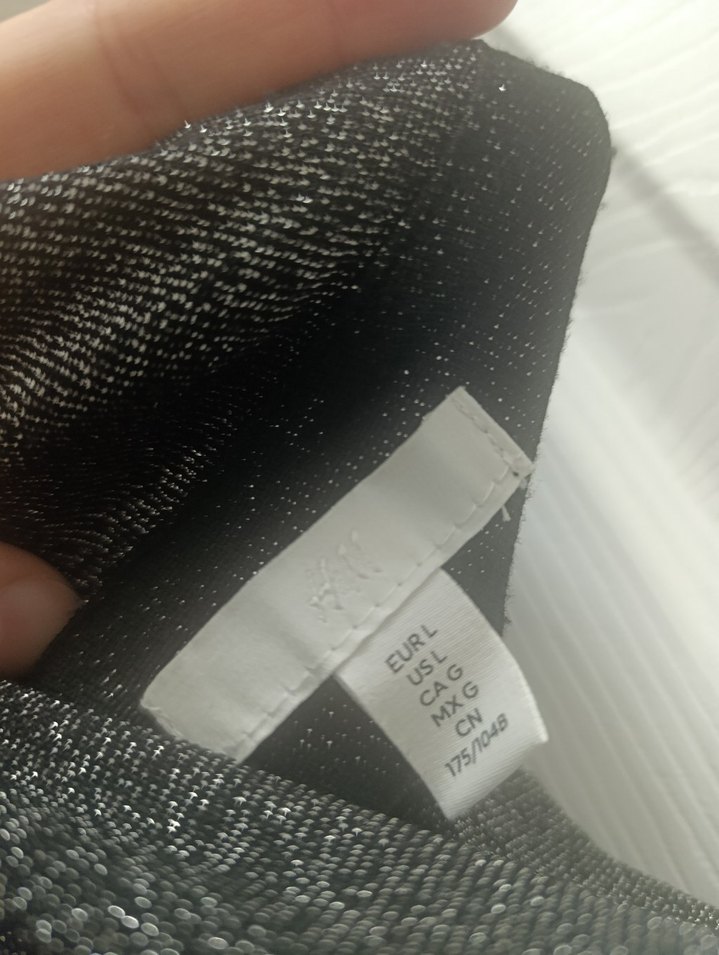 H&M
EUR L
US L
CA G
MX G
CN
175/104B